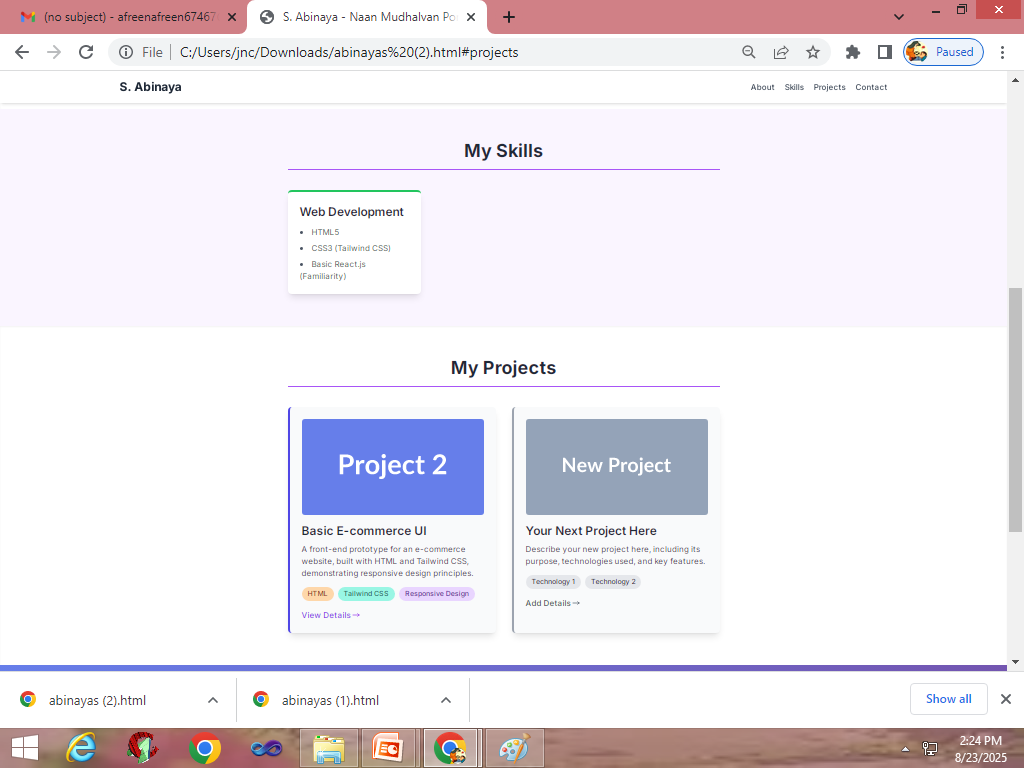 (no subject) - afreenafreen67467
S. Abinaya - Naan Mudhalvan Po
File
C:/Users/jnc/Downloads/abinayas%20(2).html#projects
Paused
S. Abinaya
About Skills Projects Contact
My Skills
Web Development
HTML5
CSS3 (Tailwind CSS)
Basic React.js
(Familiarity)
My Projects
Project 2
Basic E-commerce UI
A front-end prototype for an e-commerce
website, built with HTML and Tailwind CSS,
demonstrating responsive design principles.
HTML Tailwind CSS Responsive Design
View Details→
New Project
Your Next Project Here
Describe your new project here, including its
purpose, technologies used, and key features.
Technology 1 Technology 2
Add Details→
abinayas (2).html
abinayas (1).html
Show all
2:24 PM
8/23/2025